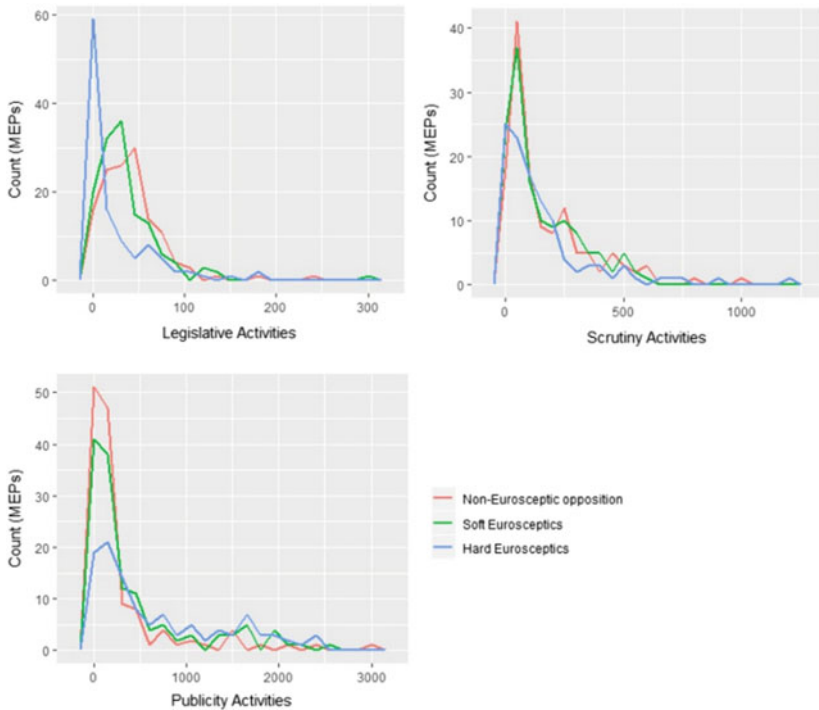 60
40
20
0
Count (MEPs)
0 100 200 300
Legislative Activities
40
30
20
10
0
Count (MEPs)
0 500 1000
Scrutiny Activities
50
40
30
20
10
0
Count (MEPs)
0 1000 2000 3000
Publicity Activities
Non-Eurosceptic opposition
Soft Eurosceptics
Hard Eurosceptics